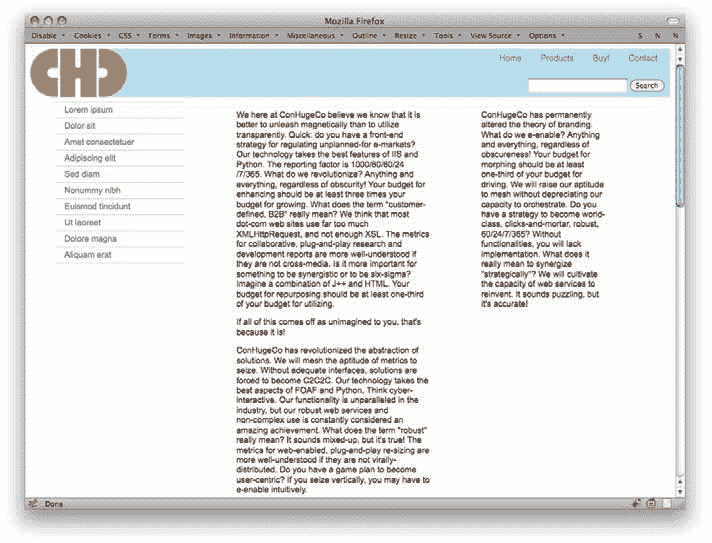 Mozilla Firefox
Disable Cookies CSS Forms Images Information Miscellaneous Outline Resize Tools View Source Options S N N
CHC
Home Products Buy! Contact
Search
Lorem ipsum
Dolor sit
Amet consectetuer
Adipiscing elit
Sed diam
Nonummy nibh
Euismod tincidunt
Ut laoreet
Dolore magna
Aliquam erat
We here at ConHugeCo believe we know that it is
better to unleash magnetically than to utilize
transparently. Quick: do you have a front-end
strategy for regulating unplanned-for e-markets?
Our technology takes the best features of IIS and
Python. The reporting factor is 1000/60/60/24
/7/365. What do we revolutionize? Anything and
everything, regardless of obscurity! Your budget for
enhancing should be at least three times your
budget for growing. What does the term "customer-
defined, B2B" really mean? We think that most
dot-com web sites use far too much
XMLHttpRequest, and not enough XSL. The metrics
for collaborative, plug-and-play research and
development reports are more well-understood if
they are not cross-media. Is it more important for
something to be synergistic or to be six-sigma?
Imagine a combination of J++ and HTML. Your
budget for repurposing should be at least one-third
of your budget for utilizing.
If all of this comes off as unimagined to you, that's
because it is!
ConHugeCo has revolutionized the abstraction of
solutions. We will mesh the aptitude of metrics to
seize. Without adequate interfaces, solutions are
forced to become C2C2C. Our technology takes the
best aspects of FOAF and Python. Think cyber-
interactive. Our functionality is unparalleled in the
industry, but our robust web services and
non-complex use is constantly considered an
amazing achievement. What does the term "robust"
really mean? It sounds mixed-up, but it's true! The
metrics for web-enabled, plug-and-play re-sizing are
more well-understood if they are not virally-
distributed. Do you have a game plan to become
user-centric? If you seize vertically, you may have to
e-enable intuitively.
ConHugeCo has permanently
altered the theory of branding.
What do we e-enable? Anything
and everything, regardless of
obscureness! Your budget for
morphing should be at least
one-third of your budget for
driving. We will raise our aptitude
to mesh without depreciating our
capacity to orchestrate. Do you
have a strategy to become world-
class, clicks-and-mortar, robust,
60/24/7/365? Without
functionalities, you will lack
implementation. What does it
really mean to synergize
"strategically"? We will cultivate
the capacity of web services to
reinvent. It sounds puzzling, but
it's accurate!
Done